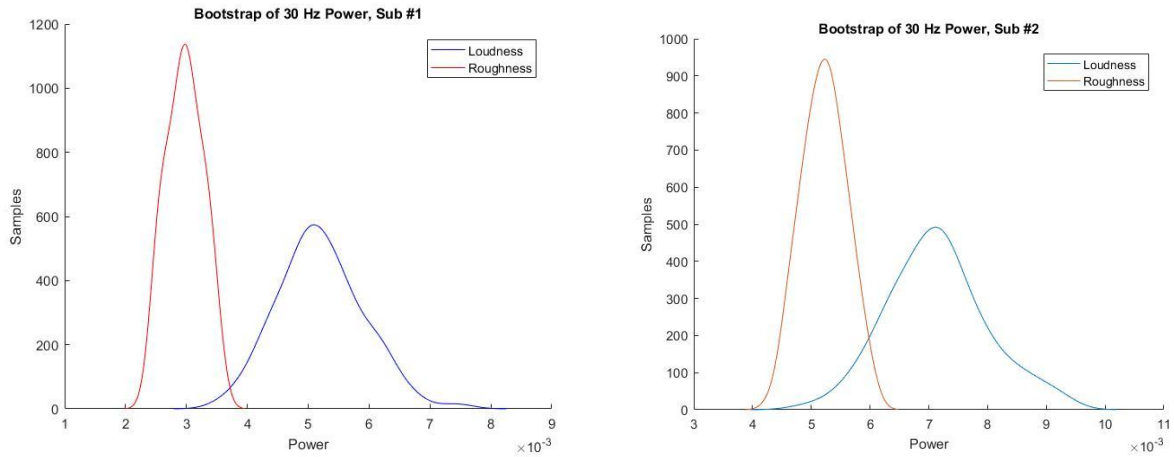 Bootstrap of 30 Hz Power, Sub #1
1200
1000
800
600
400
200
0
Samples
Loudness
Roughness
1 2 3 4 5 6 7 8 9
Power
×10⁻³
Bootstrap of 30 Hz Power, Sub #2
1000
900
800
700
600
500
400
300
200
100
0
Samples
Loudness
Roughness
3 4 5 6 7 8 9 10 11
Power
×10⁻³